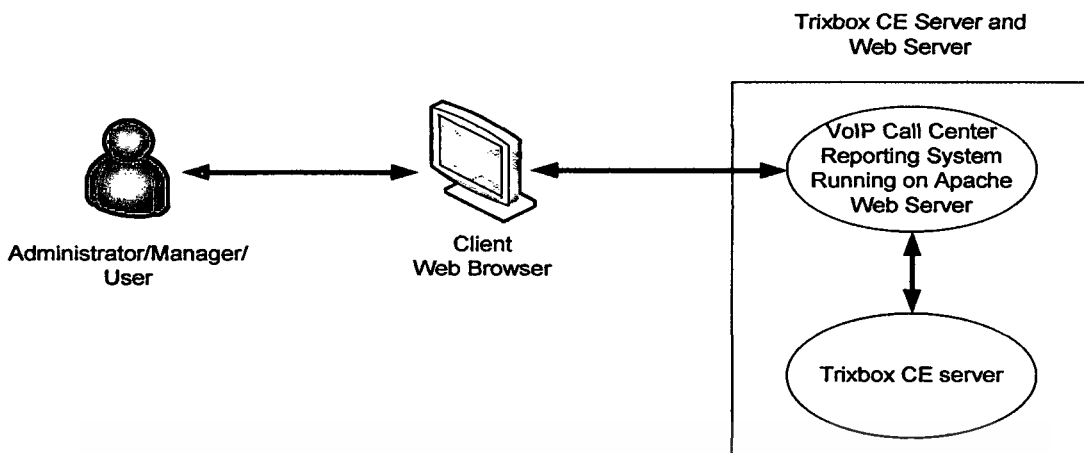 Trixbox CE Server and
Web Server
VoIP Call Center
Reporting System
Running on Apache
Web Server
Administrator/Manager/
User
Client
Web Browser
Trixbox CE server